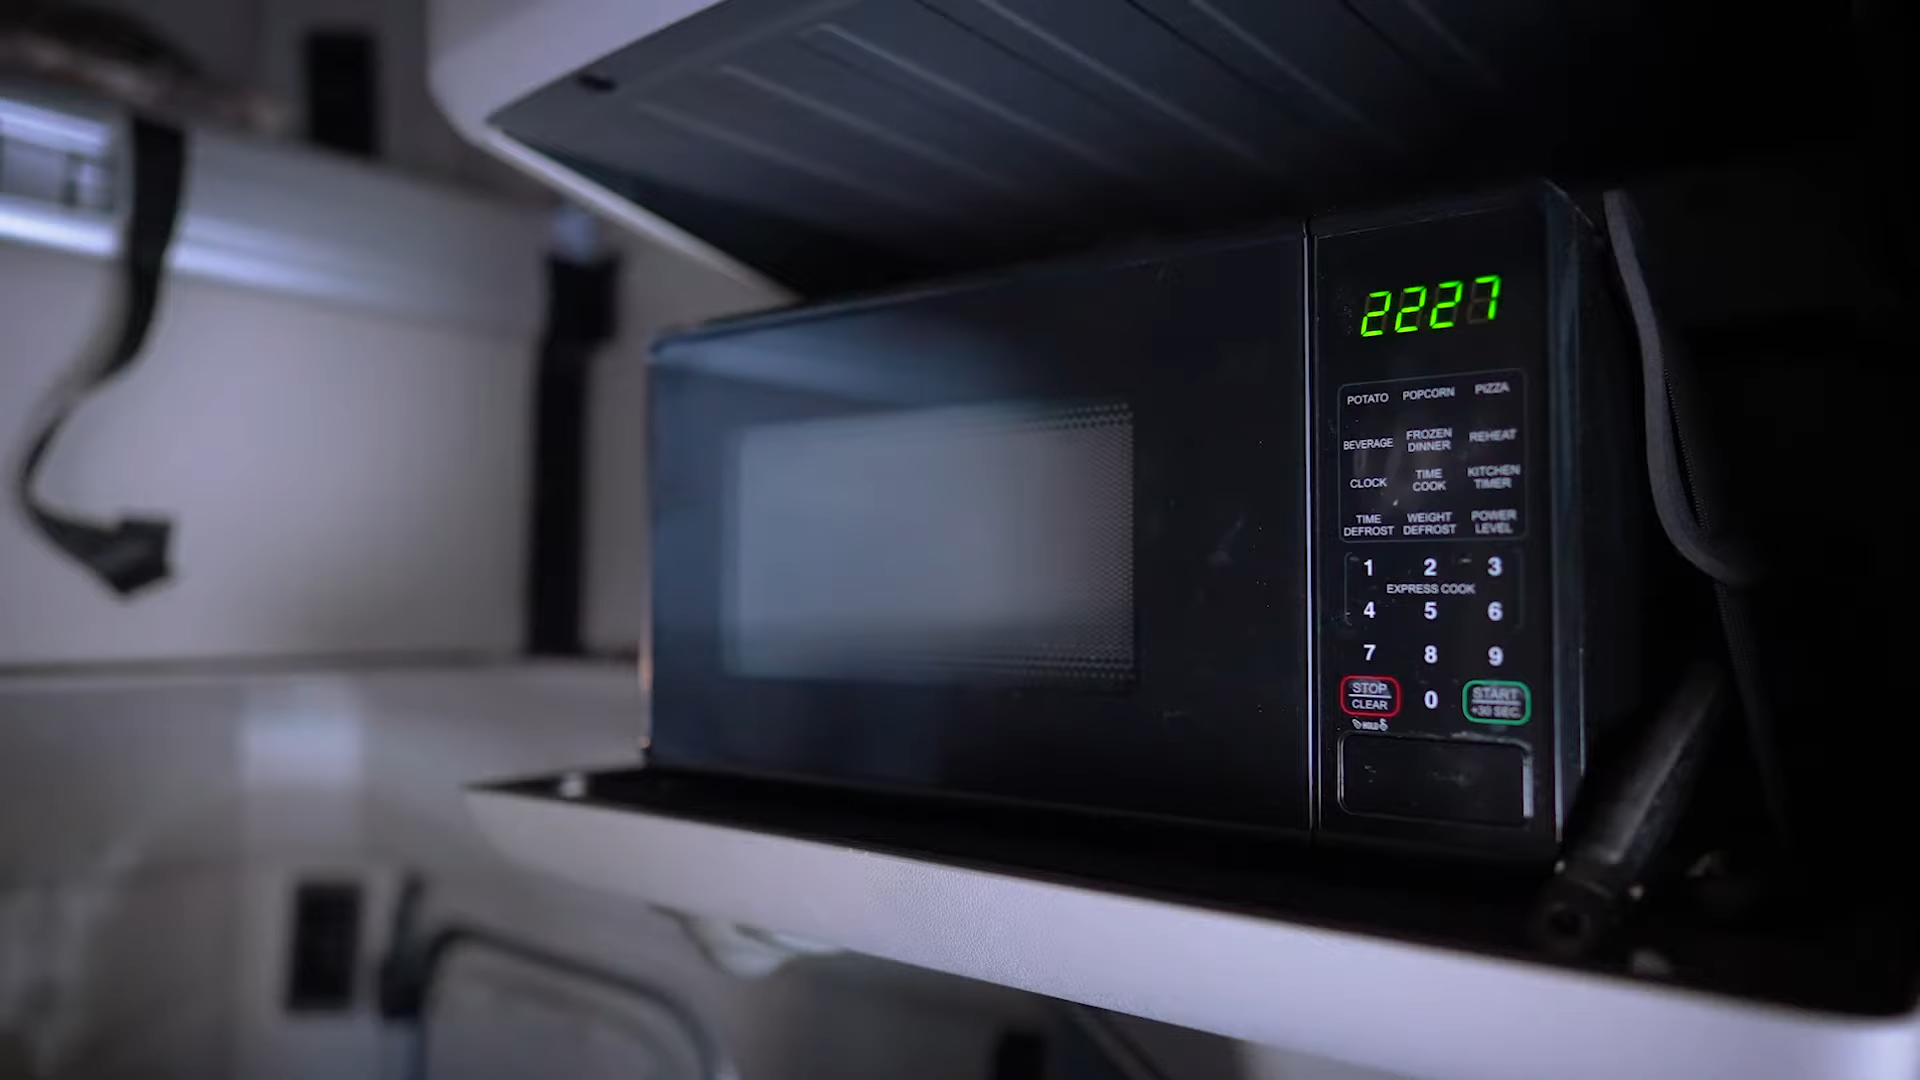 2227
POTATO POPCORN PIZZA
BEVERAGE FROZEN DINNER REHEAT
CLOCK TIME COOK KITCHEN TIMER
TIME DEFROST WEIGHT DEFROST POWER LEVEL
1 2 3
EXPRESS COOK
4 5 6
7 8 9
STOP CLEAR 0 START +30 SEC
HOLD